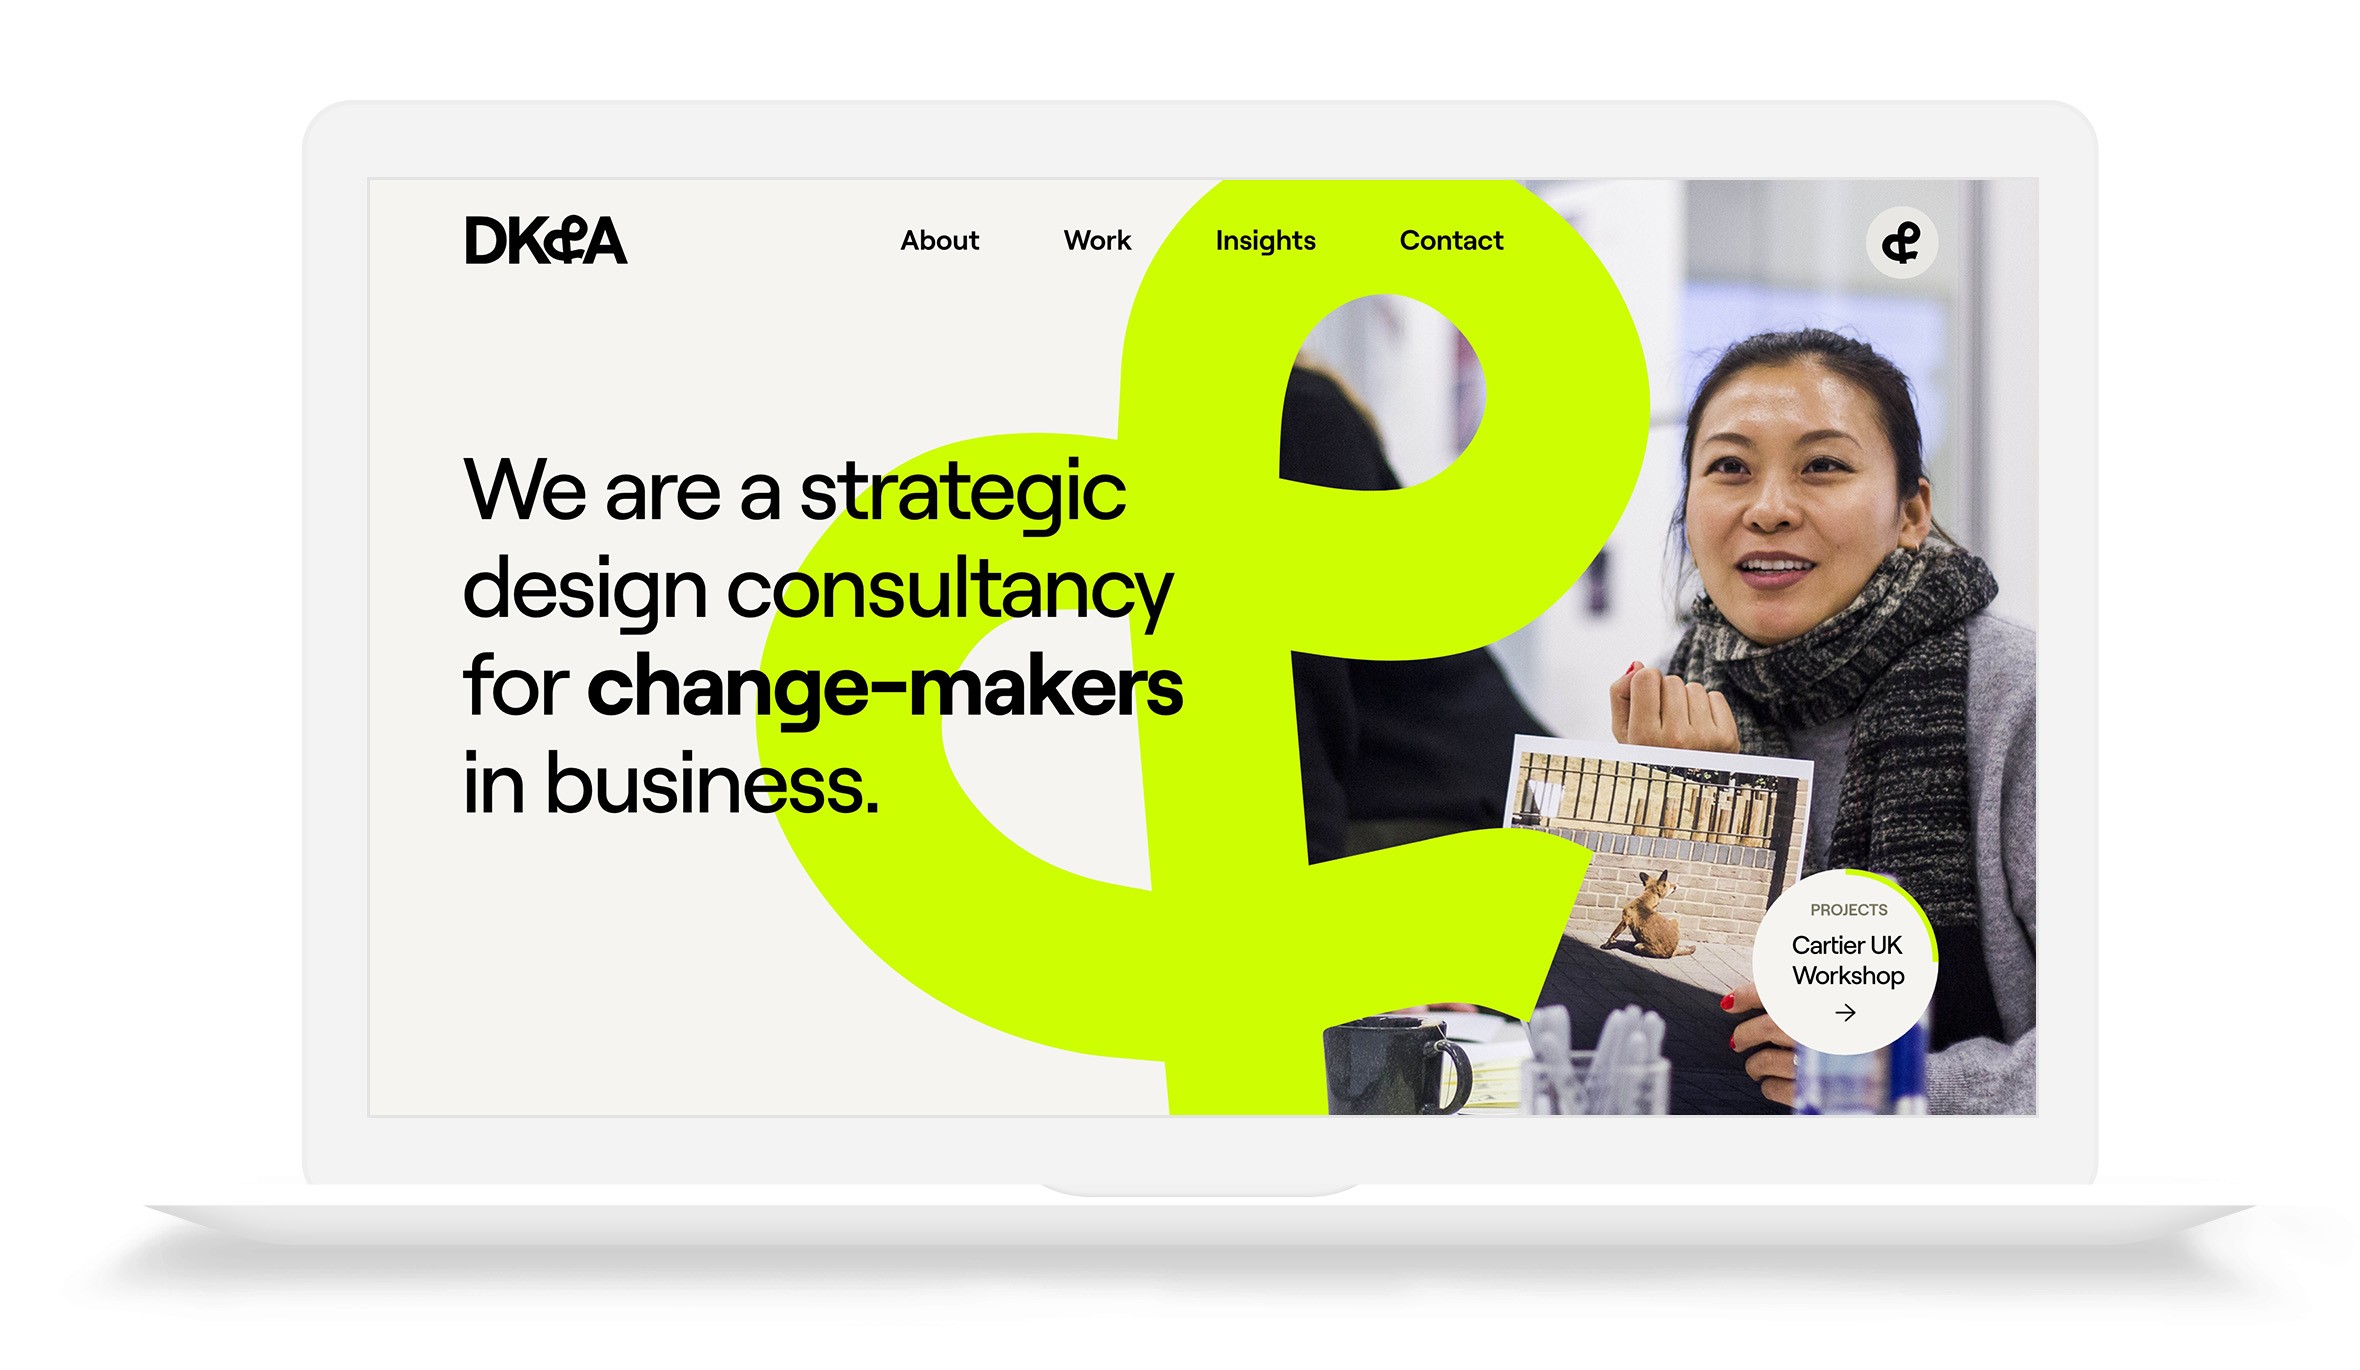 DK&A
About
Work
Insights
Contact
&
We are a strategic
design consultancy
for change-makers
in business.
PROJECTS
Cartier UK
Workshop